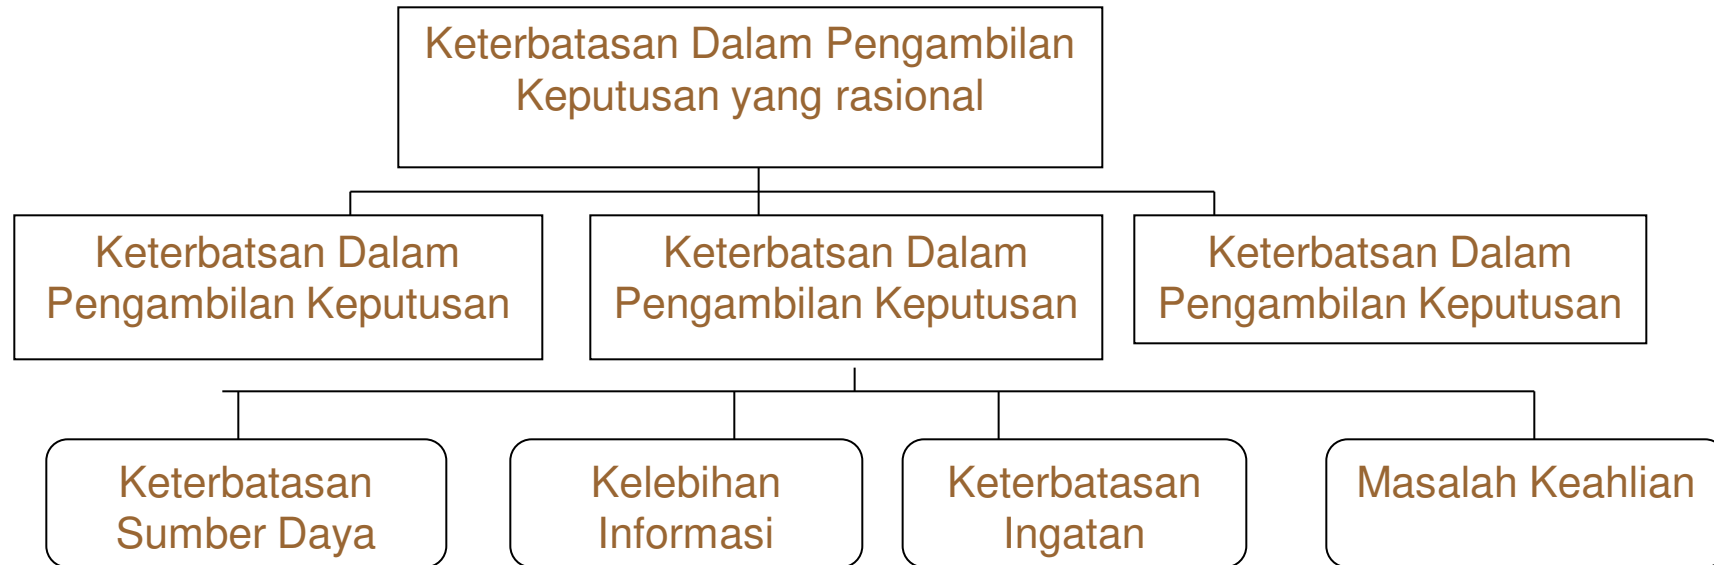 Keterbatasan Dalam Pengambilan
Keputusan yang rasional
Keterbatsan Dalam
Pengambilan Keputusan
Keterbatsan Dalam
Pengambilan Keputusan
Keterbatsan Dalam
Pengambilan Keputusan
Keterbatasan
Sumber Daya
Kelebihan
Informasi
Keterbatasan
Ingatan
Masalah Keahlian